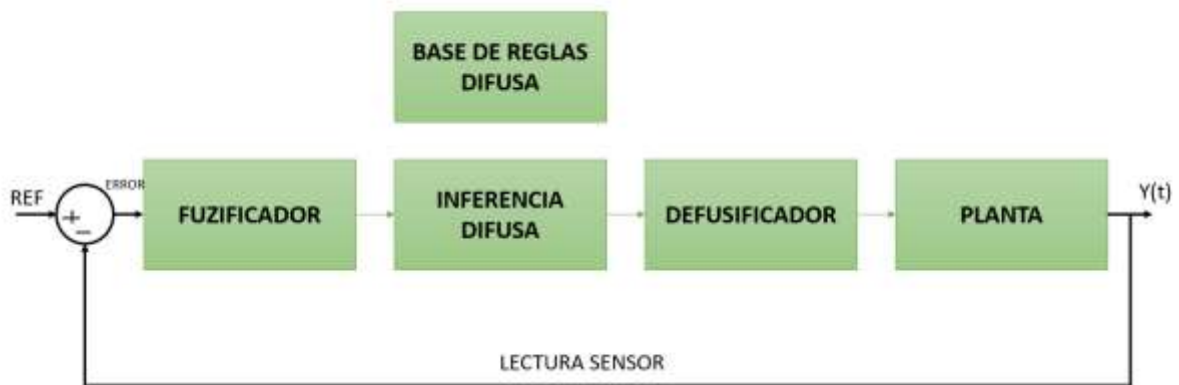 BASE DE REGLAS
DIFUSA
REF
ERROR
+
−
FUZIFICADOR
INFERENCIA
DIFUSA
DEFUSIFICADOR
PLANTA
Y(t)
LECTURA SENSOR